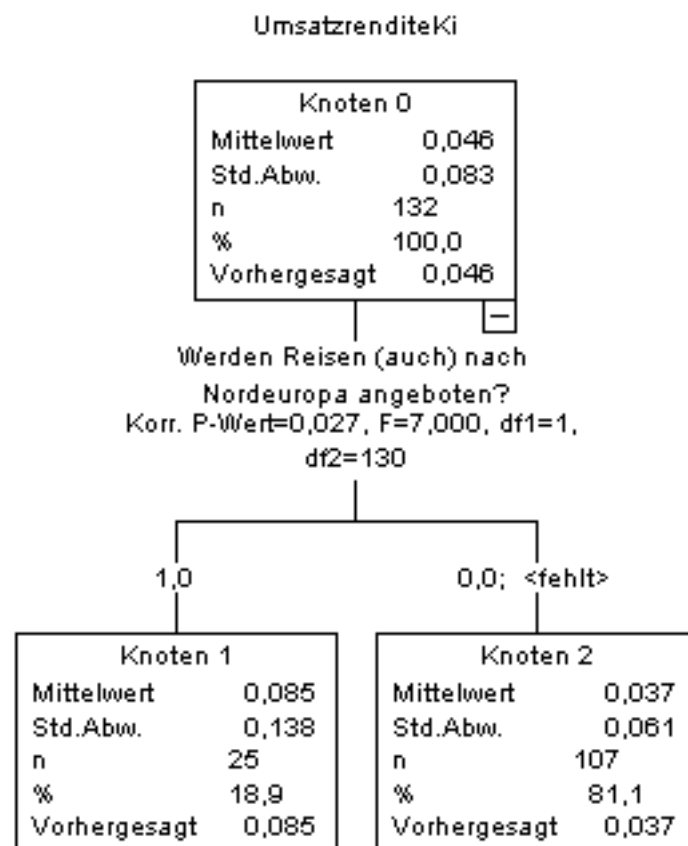 UmsatzrenditeKi
Knoten 0
Mittelwert 0,046
Std.Abw. 0,083
n 132
% 100,0
Vorhergesagt 0,046
Werden Reisen (auch) nach
Nordeuropa angeboten?
Korr. P-Wert=0,027, F=7,000, df1=1,
df2=130
1,0
0,0; <fehlt>
Knoten 1
Mittelwert 0,085
Std.Abw. 0,138
n 25
% 18,9
Vorhergesagt 0,085
Knoten 2
Mittelwert 0,037
Std.Abw. 0,061
n 107
% 81,1
Vorhergesagt 0,037